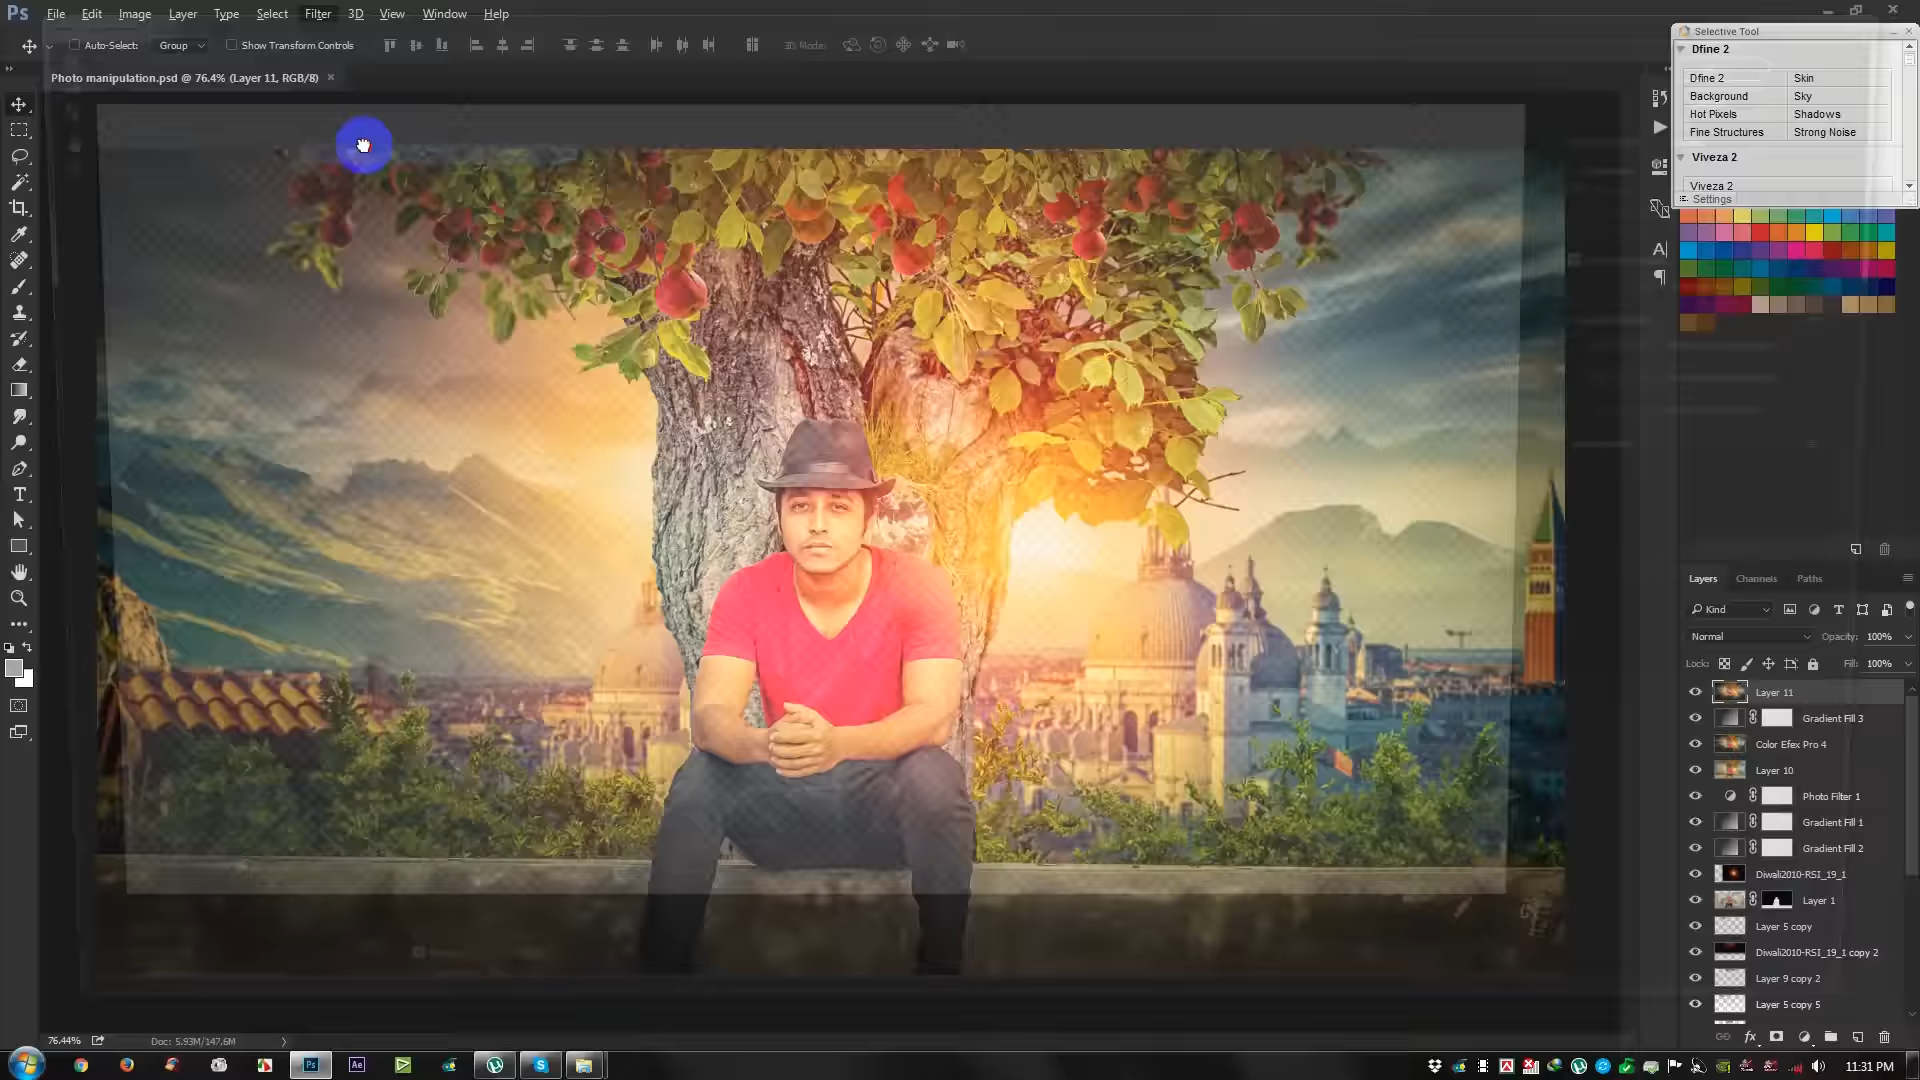 Ps File Edit Image Layer Type Select Filter 3D View Window Help
Auto-Select: Group Show Transform Controls 3D Mode:
Photo manipulation.psd @ 76.4% (Layer 11, RGB/8) ×
Selective Tool
Dfine 2
Dfine 2 Skin
Background Sky
Hot Pixels Shadows
Fine Structures Strong Noise
Viveza 2
Viveza 2
Settings
Layers Channels Paths
Kind
Normal Opacity: 100%
Lock: Fill: 100%
Layer 11
Gradient Fill 3
Color Efex Pro 4
Layer 10
Photo Filter 1
Gradient Fill 1
Gradient Fill 2
Diwali2010-RSI_19_1
Layer 1
Layer 5 copy
Diwali2010-RSI_19_1 copy 2
Layer 9 copy 2
Layer 5 copy 5
fx
76.44% Doc: 5.93M/147.6M
Ps Ae 11:31 PM